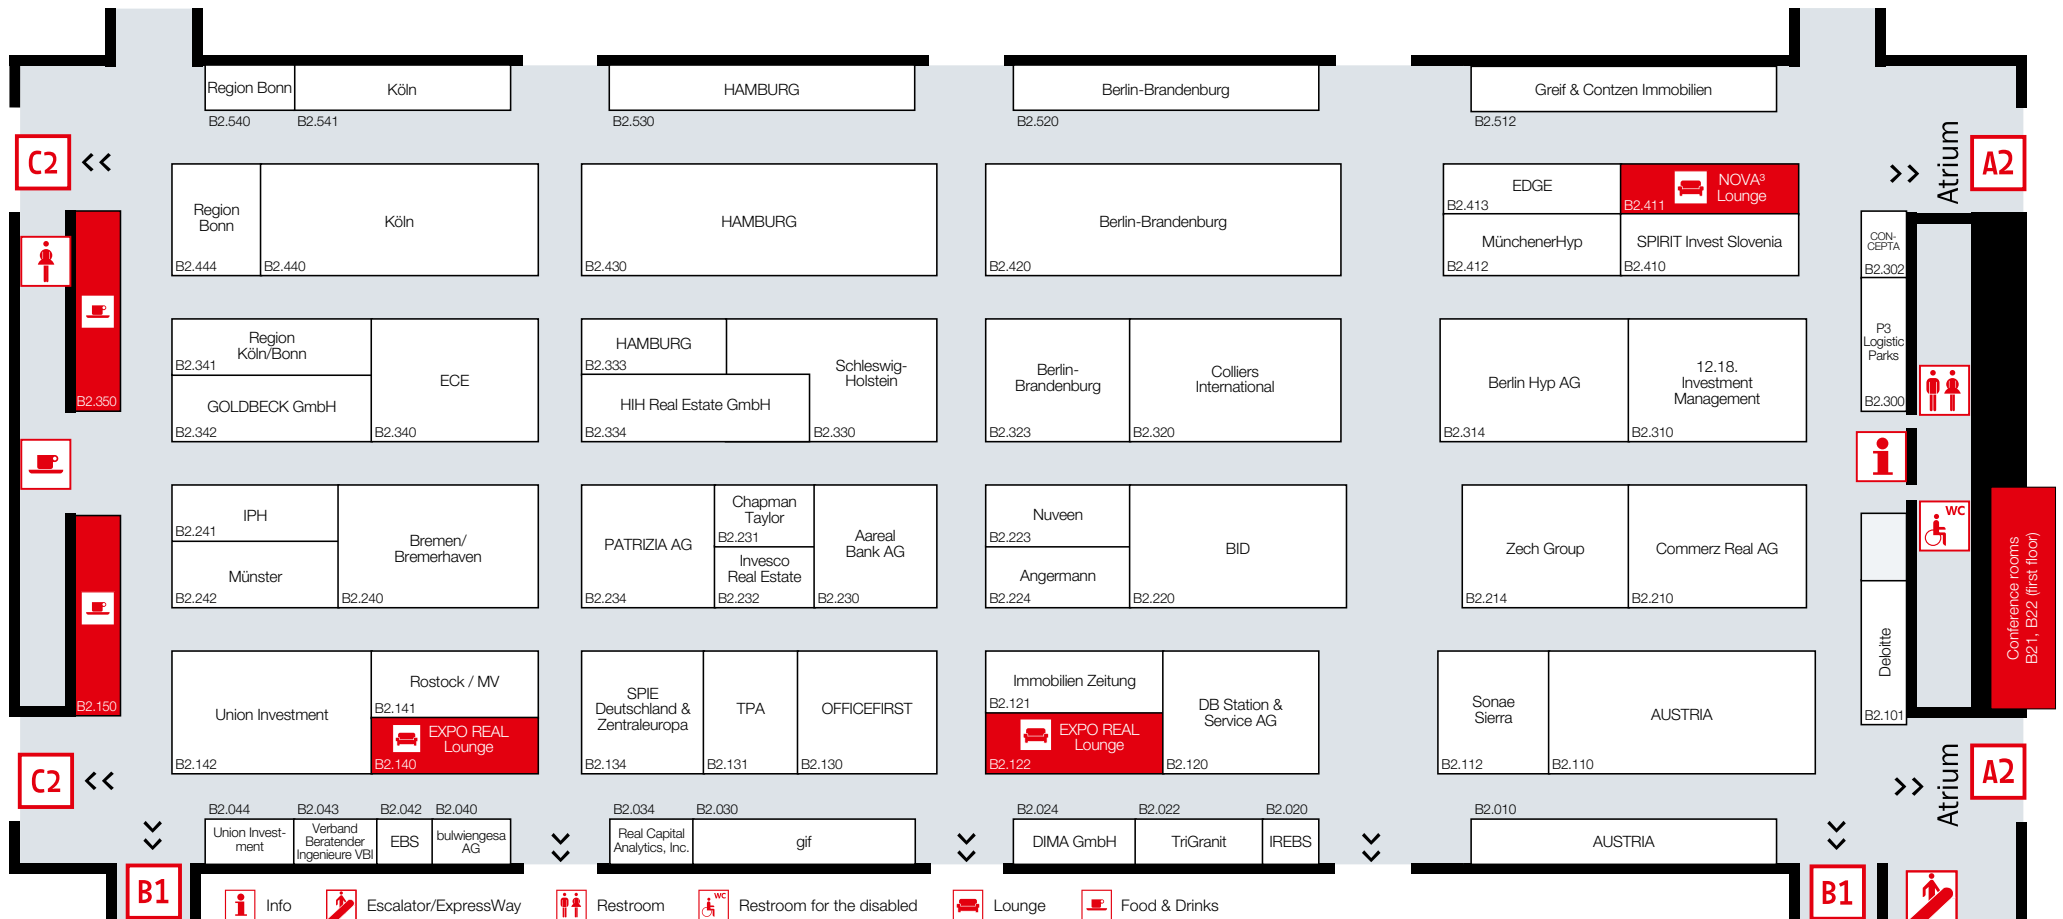 Region Bonn
Köln
HAMBURG
Berlin-Brandenburg
Greif & Contzen Immobilien
B2.540
B2.541
B2.530
B2.520
B2.512
C2
Atrium
A2
Region
Bonn
B2.444
Köln
B2.440
HAMBURG
B2.430
Berlin-Brandenburg
B2.420
EDGE
B2.413
NOVA³
Lounge
B2.411
MünchenerHyp
B2.412
SPIRIT Invest Slovenia
B2.410
CON-
CEPTA
B2.302
B2.350
Region
Köln/Bonn
B2.341
GOLDBECK GmbH
B2.342
ECE
B2.340
HAMBURG
B2.333
HIH Real Estate GmbH
B2.334
Schleswig-
Holstein
B2.330
Berlin-
Brandenburg
B2.323
Colliers
International
B2.320
Berlin Hyp AG
B2.314
12.18.
Investment
Management
B2.310
P3
Logistic
Parks
B2.300
IPH
B2.241
Münster
B2.242
Bremen/
Bremerhaven
B2.240
PATRIZIA AG
B2.234
Chapman
Taylor
B2.231
Invesco
Real Estate
B2.232
Aareal
Bank AG
B2.230
Nuveen
B2.223
Angermann
B2.224
BID
B2.220
Zech Group
B2.214
Commerz Real AG
B2.210
WC
Conference rooms
B21, B22 (first floor)
Deloitte
B2.101
B2.150
Union Investment
B2.142
Rostock / MV
B2.141
EXPO REAL
Lounge
B2.140
SPIE
Deutschland &
Zentraleuropa
B2.134
TPA
B2.131
OFFICEFIRST
B2.130
Immobilien Zeitung
B2.121
EXPO REAL
Lounge
B2.122
DB Station &
Service AG
B2.120
Sonae
Sierra
B2.112
AUSTRIA
B2.110
C2
Atrium
A2
B2.044
B2.043
B2.042
B2.040
B2.034
B2.030
B2.024
B2.022
B2.020
B2.010
Union Invest-
ment
Verband
Beratender
Ingenieure VBI
EBS
bulwiengesa
AG
Real Capital
Analytics, Inc.
gif
DIMA GmbH
TriGranit
IREBS
AUSTRIA
B1
B1
Info
Escalator/ExpressWay
Restroom
WC
Restroom for the disabled
Lounge
Food & Drinks